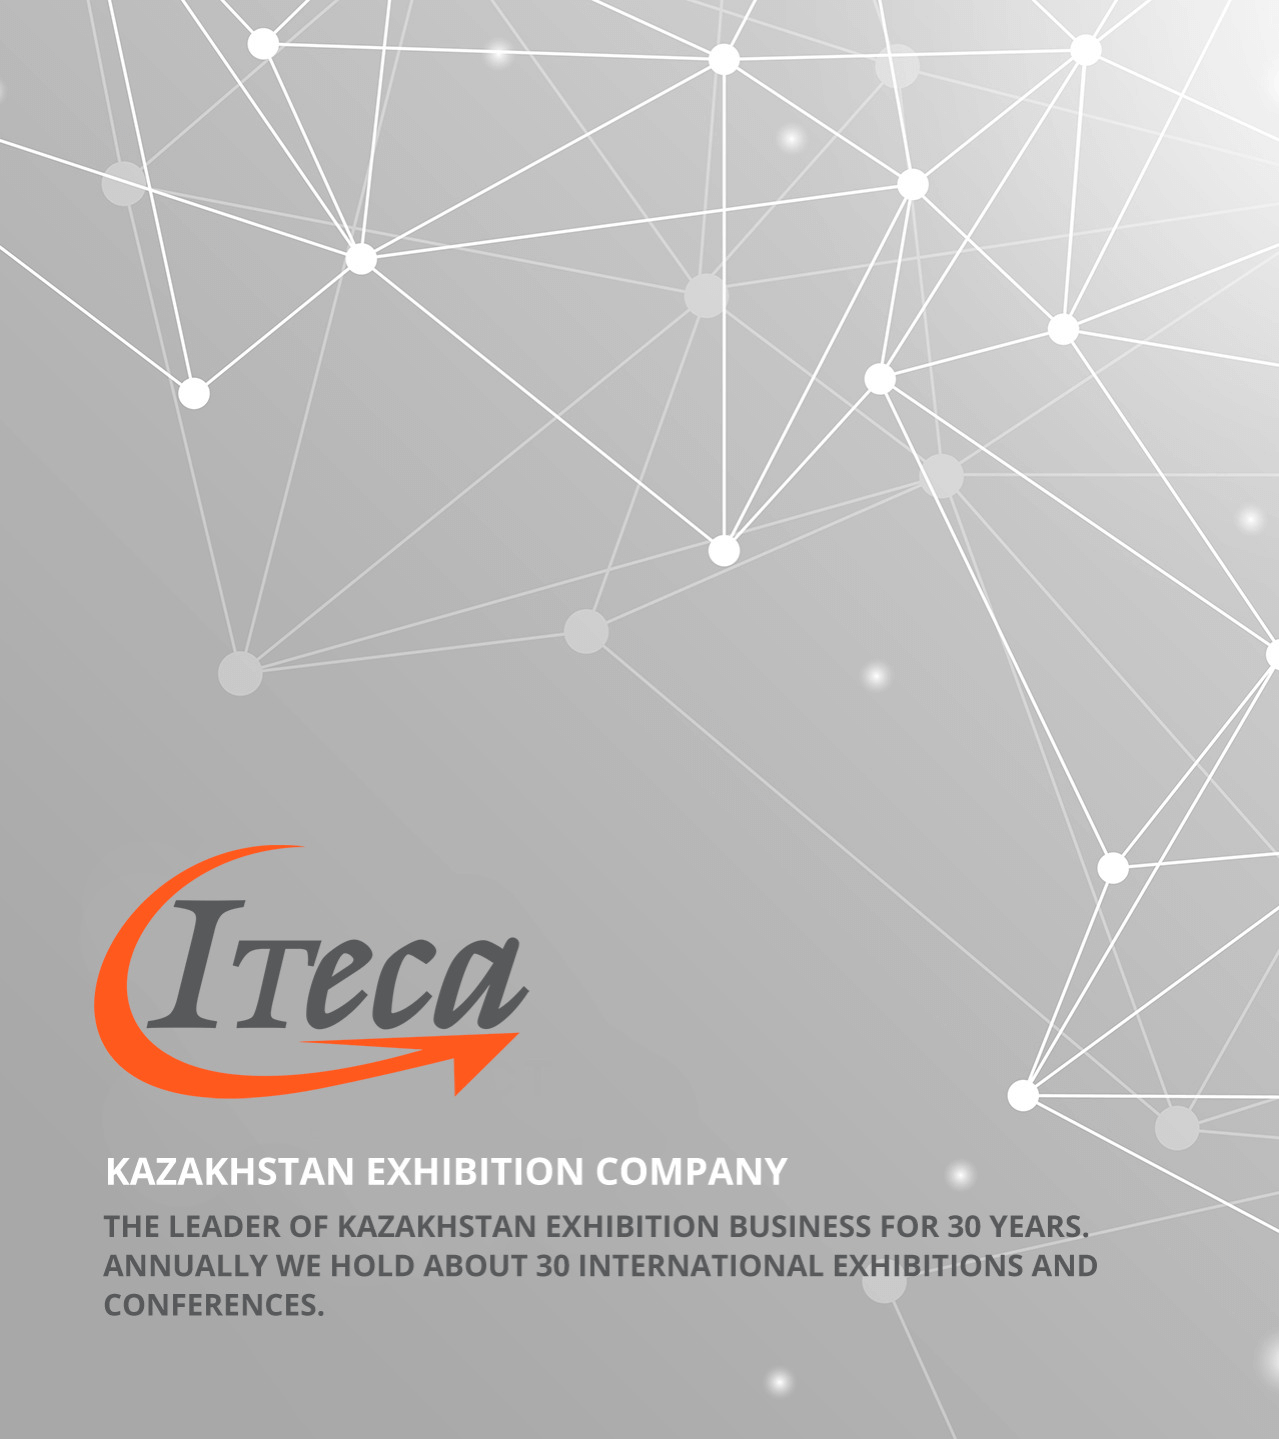 ITECA
KAZAKHSTAN EXHIBITION COMPANY
THE LEADER OF KAZAKHSTAN EXHIBITION BUSINESS FOR 30 YEARS.
ANNUALLY WE HOLD ABOUT 30 INTERNATIONAL EXHIBITIONS AND
CONFERENCES.